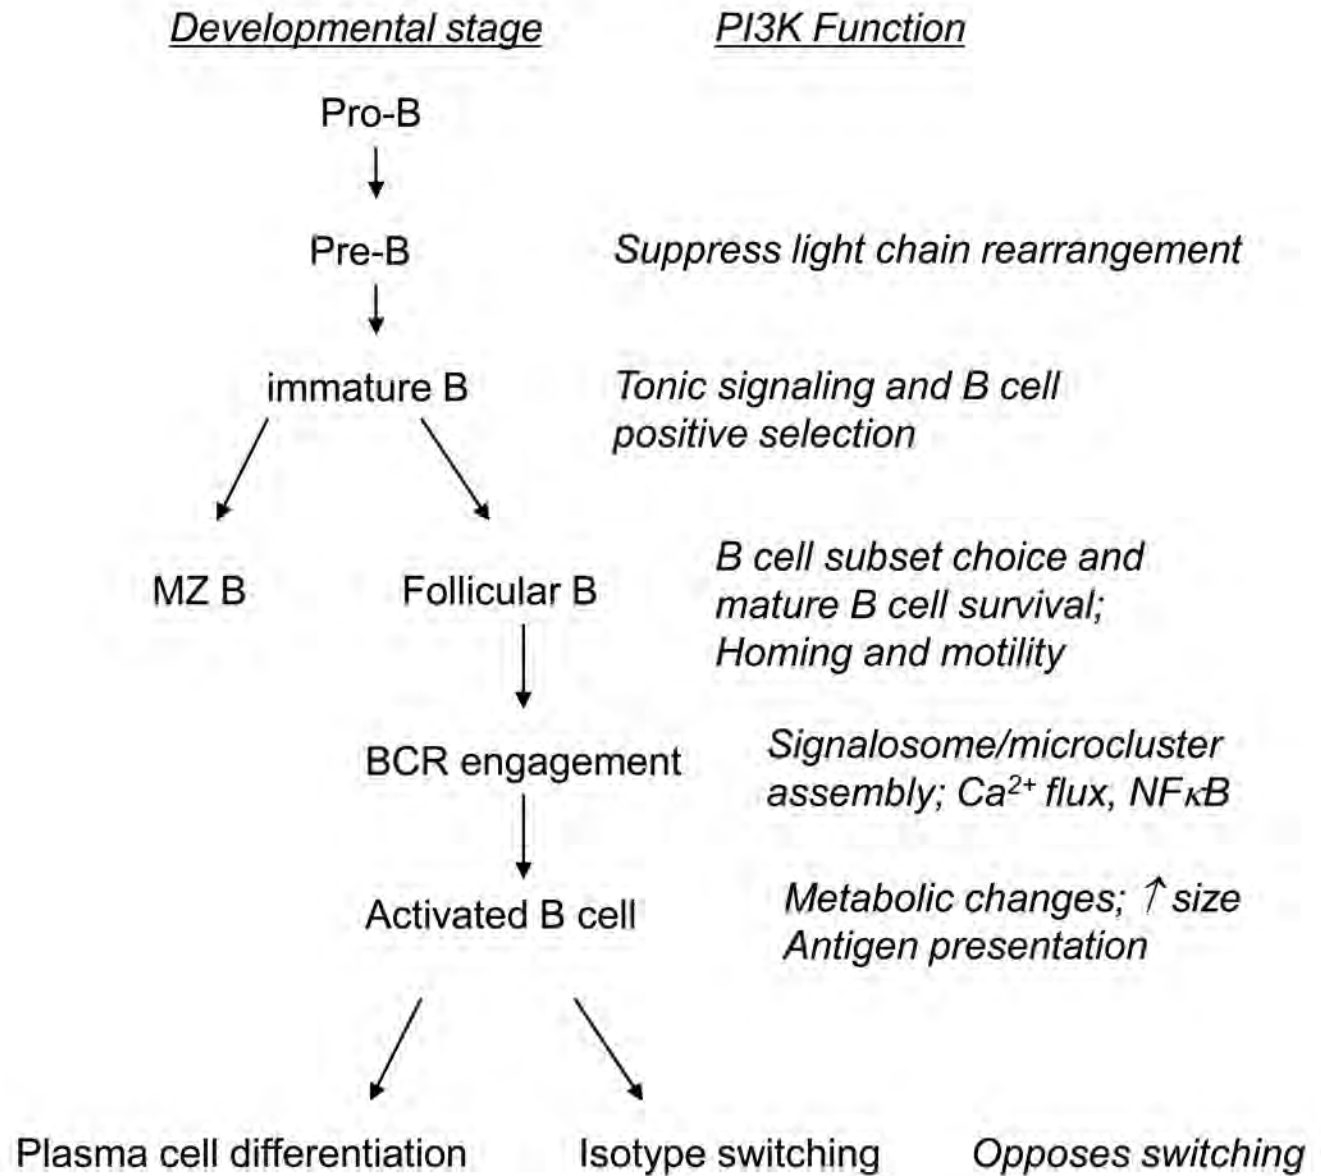 Developmental stage PI3K Function
Pro-B
Pre-B Suppress light chain rearrangement
immature B Tonic signaling and B cell
positive selection
MZ B Follicular B B cell subset choice and
mature B cell survival;
Homing and motility
BCR engagement Signalosome/microcluster
assembly; Ca²⁺ flux, NFκB
Activated B cell Metabolic changes; ↑ size
Antigen presentation
Plasma cell differentiation Isotype switching Opposes switching